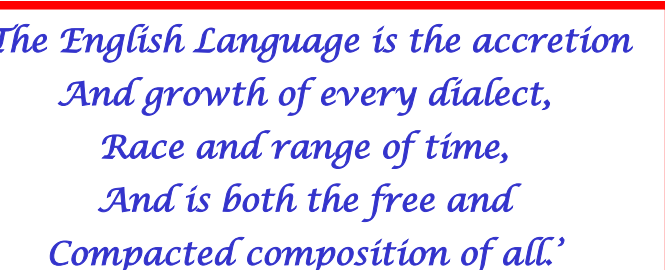 The English Language is the accretion
And growth of every dialect,
Race and range of time,
And is both the free and
Compacted composition of all.’